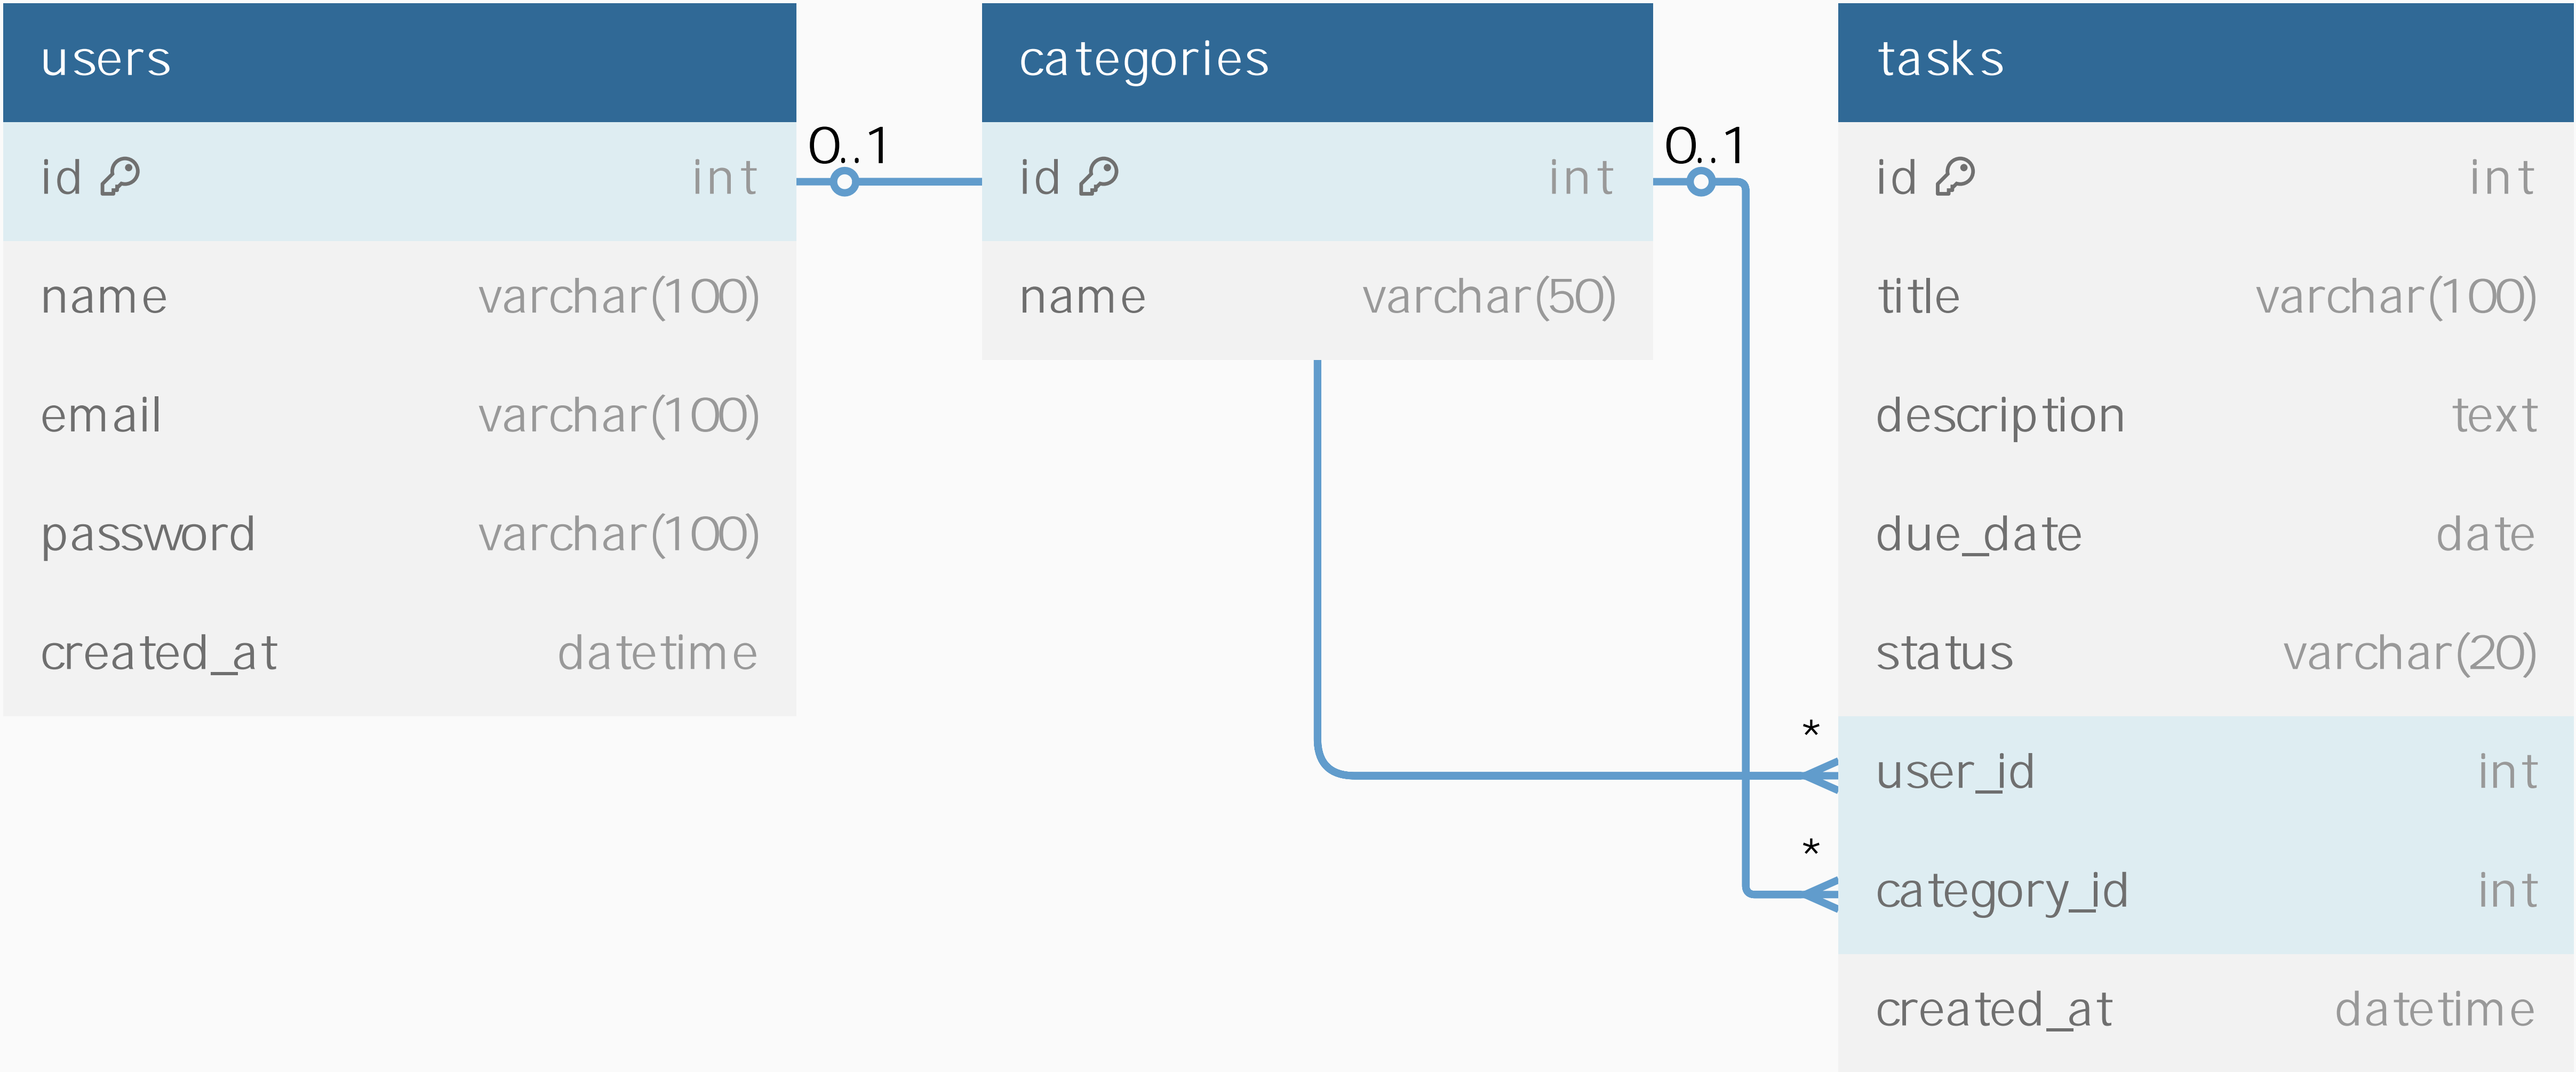 users
id int
name varchar(100)
email varchar(100)
password varchar(100)
created_at datetime
0..1
categories
id int
name varchar(50)
0..1
*
*
tasks
id int
title varchar(100)
description text
due_date date
status varchar(20)
user_id int
category_id int
created_at datetime